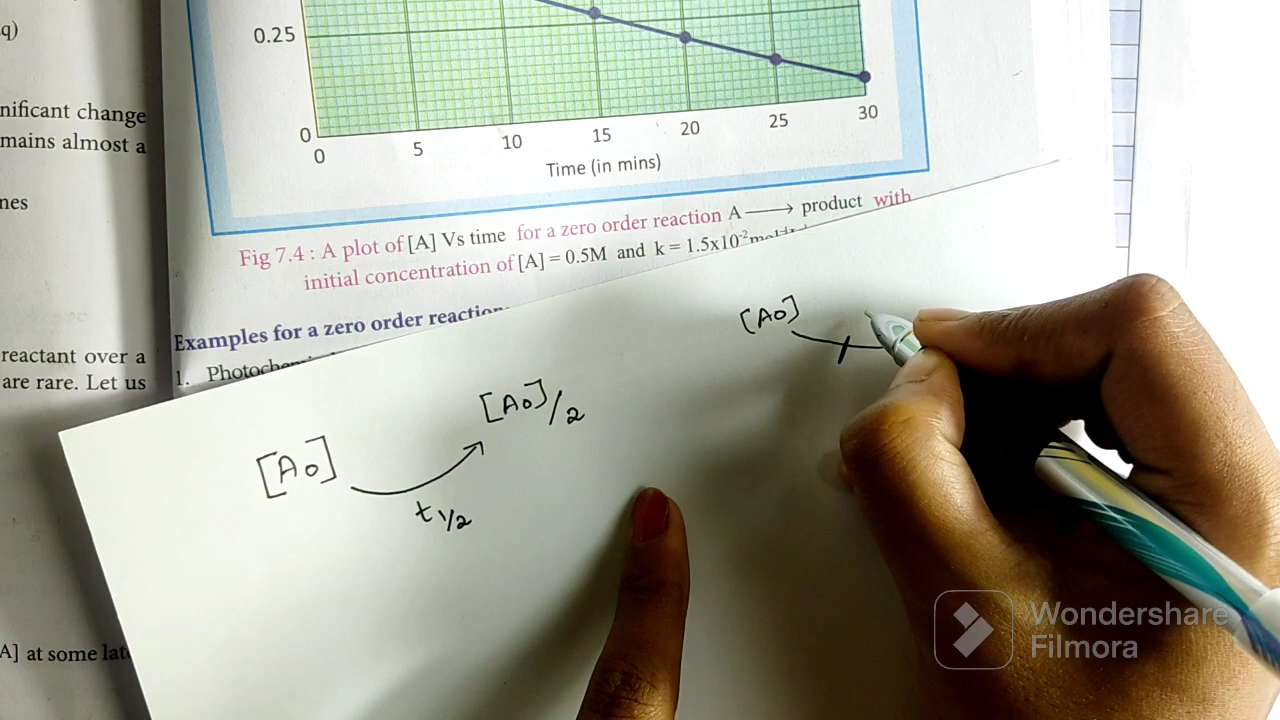 q)
nificant change
mains almost a
nes
reactant over a
are rare. Let us
A] at some
0.25
0
0 5 10 15 20 25 30
Time (in mins)
Fig 7.4 : A plot of [A] Vs time for a zero order reaction A ⟶ product with
initial concentration of [A] = 0.5M and k = 1.5x10⁻²
Examples for a zero order
1.
[A0]
[A0]/2
[A0]
t 1/2
Wondershare
Filmora